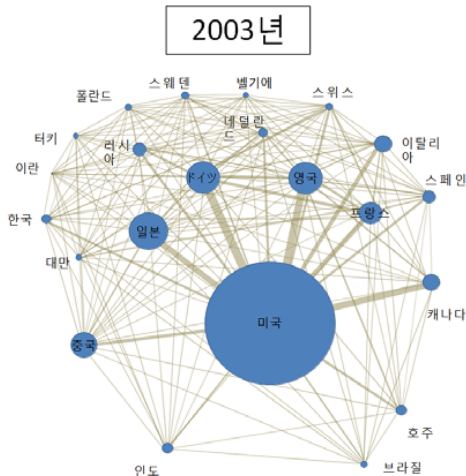 2003년
스웨덴
벨기에
스위스
폴란드
네덜란
드
터키
러시
아
이탈리
아
이란
ドイツ
영국
스페인
한국
일본
프랑스
대만
미국
캐나다
중국
호주
인도
브라질